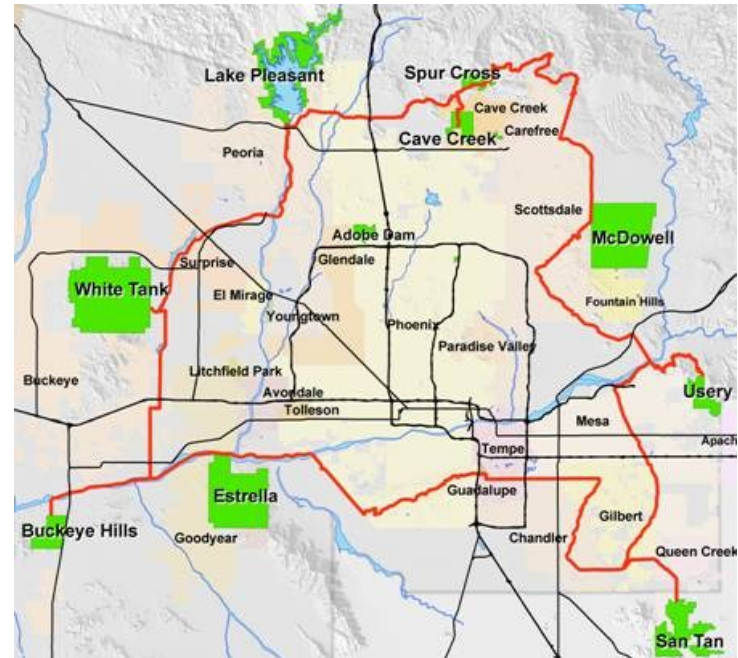 Lake Pleasant
Spur Cross
Cave Creek
Cave Creek
Carefree
Peoria
Scottsdale
Adobe Dam
McDowell
Surprise
Glendale
White Tank
El Mirage
Fountain Hills
Youngtown
Phoenix
Paradise Valley
Buckeye
Litchfield Park
Avondale
Usery
Tolleson
Mesa
Tempe
Apach
Estrella
Guadalupe
Buckeye Hills
Goodyear
Chandler
Gilbert
Queen Creek
San Tan